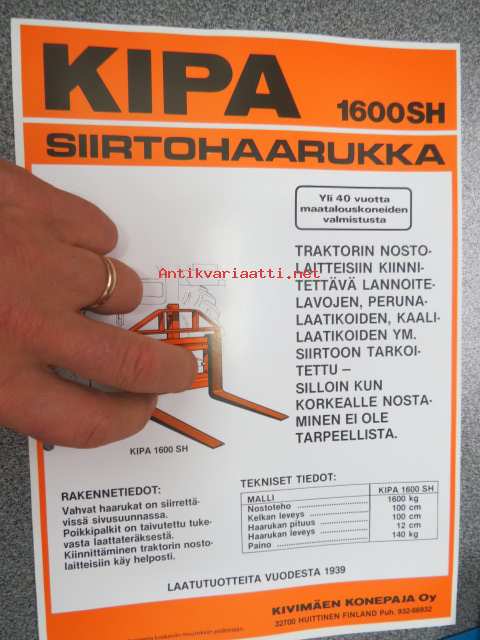 KIPA
1600SH
SIIRTOHAARUKKA
Yli 40 vuotta
maatalouskoneiden
valmistusta
TRAKTORIN NOSTO-
LAITTEISIIN KIINNI-
TETTÄVÄ LANNOITE-
LAVOJEN, PERUNA-
LAATIKOIDEN, KAALI-
LAATIKOIDEN YM.
SIIRTOON TARKOI-
TETTU –
SILLOIN KUN
KORKEALLE NOSTA-
MINEN EI OLE
TARPEELLISTA.
Antikvariaatti.net
KIPA 1600 SH
RAKENNETIEDOT:
Vahvat haarukat on siirrettä-
vissä sivusuunnassa.
Poikkipalkit on taivutettu tuke-
vasta laattateräksestä.
Kiinnittäminen traktorin nosto-
laitteisiin käy helposti.
TEKNISET TIEDOT:
MALLI KIPA 1600 SH
Nostoteho 1600 kg
Kelkan leveys 100 cm
Haarukan pituus 100 cm
Haarukan leveys 12 cm
Paino 140 kg
LAATUTUOTTEITA VUODESTA 1939
KIVIMÄEN KONEPAJA Oy
32700 HUITTINEN FINLAND Puh. 932-66932